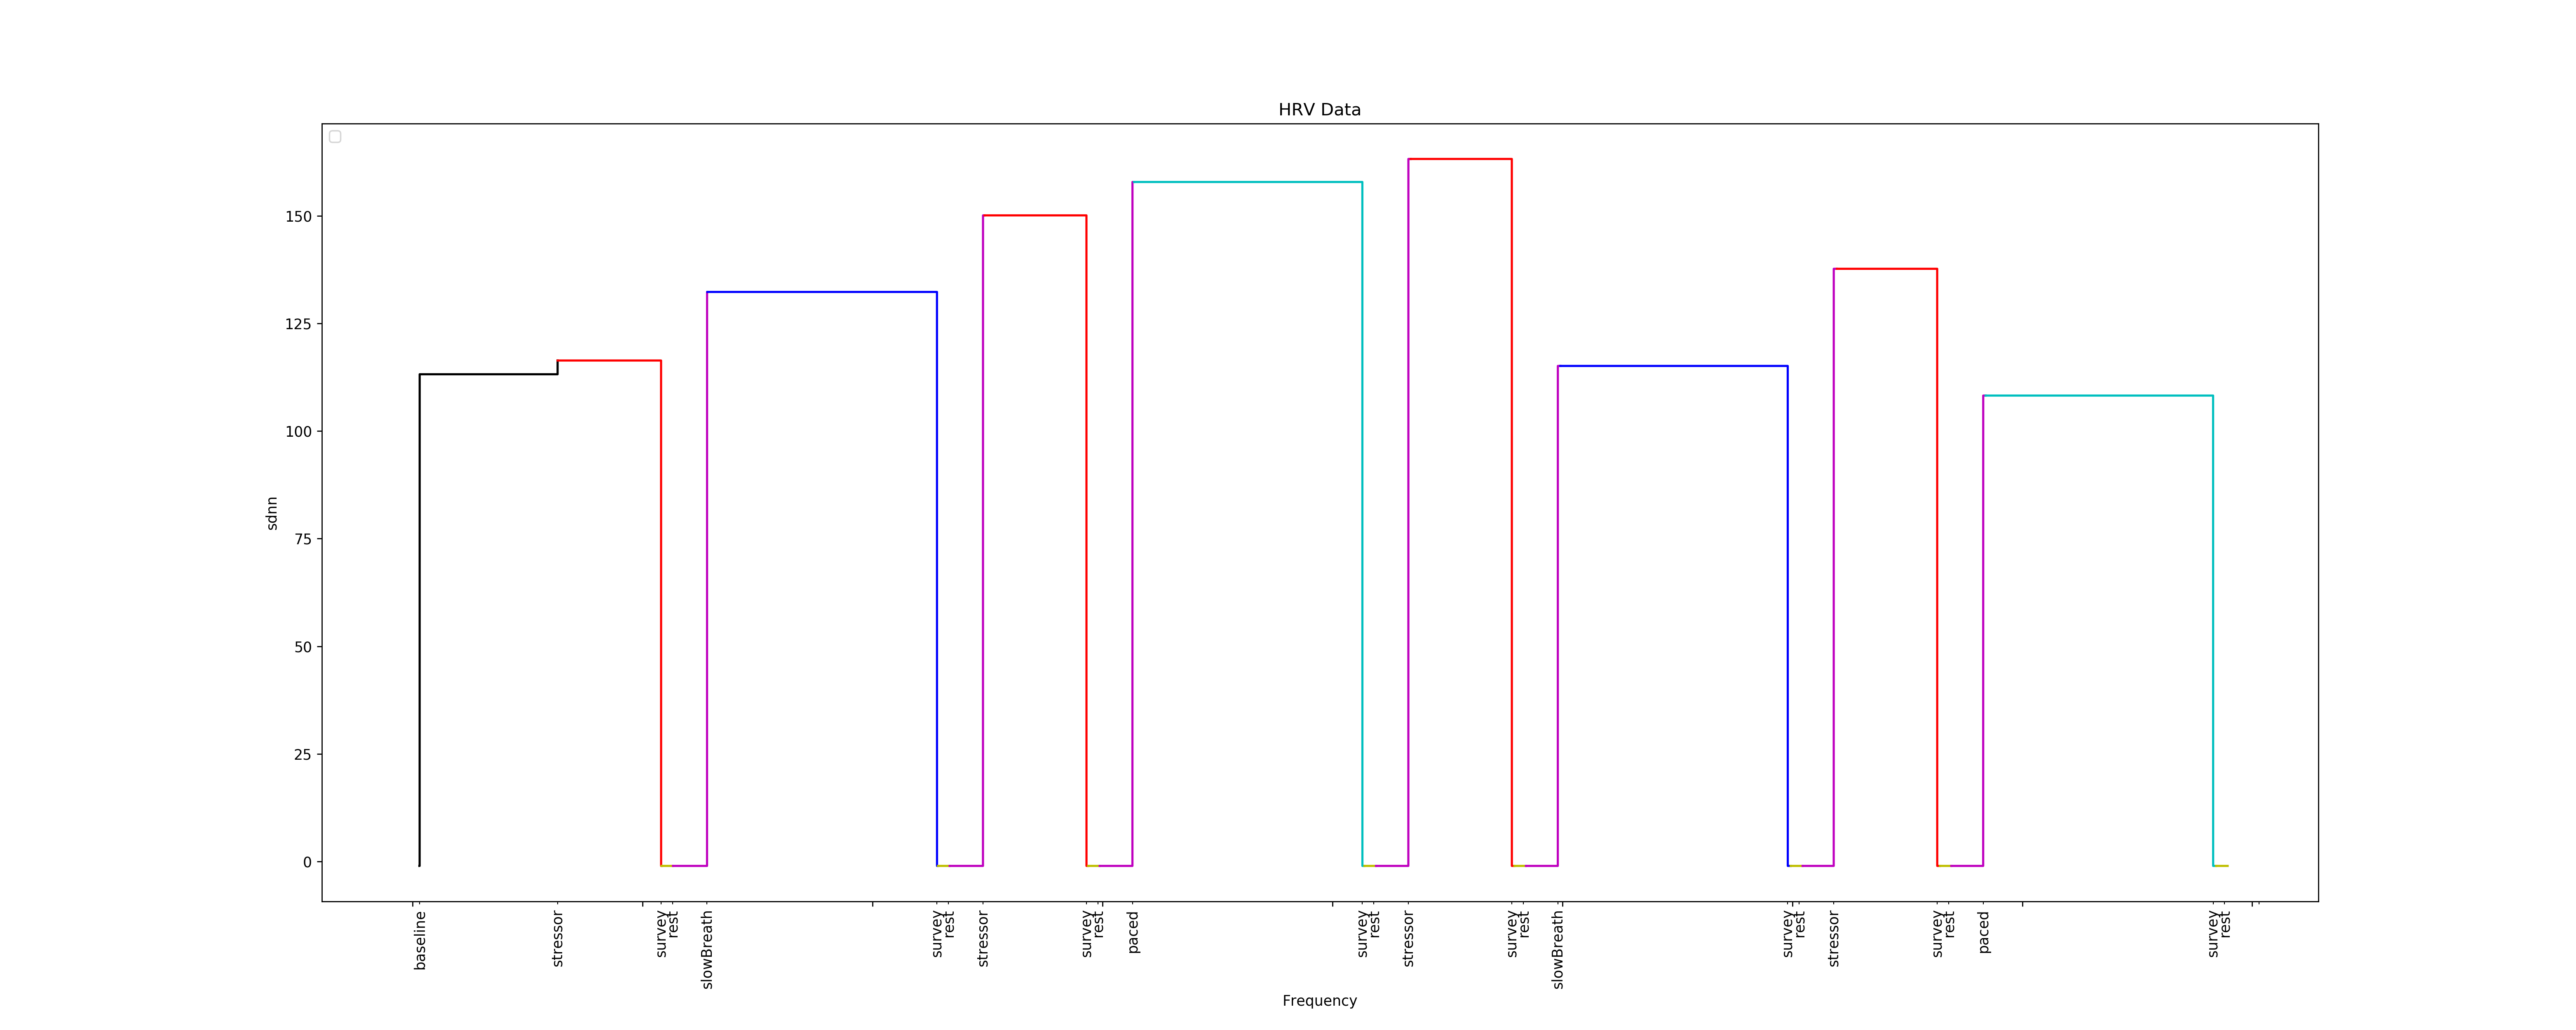 HRV Data
150
125
100
75
50
25
0
sdnn
baseline
stressor
survey
rest
slowBreath
survey
rest
stressor
survey
rest
paced
survey
rest
stressor
survey
rest
slowBreath
survey
rest
stressor
survey
rest
paced
survey
rest
Frequency